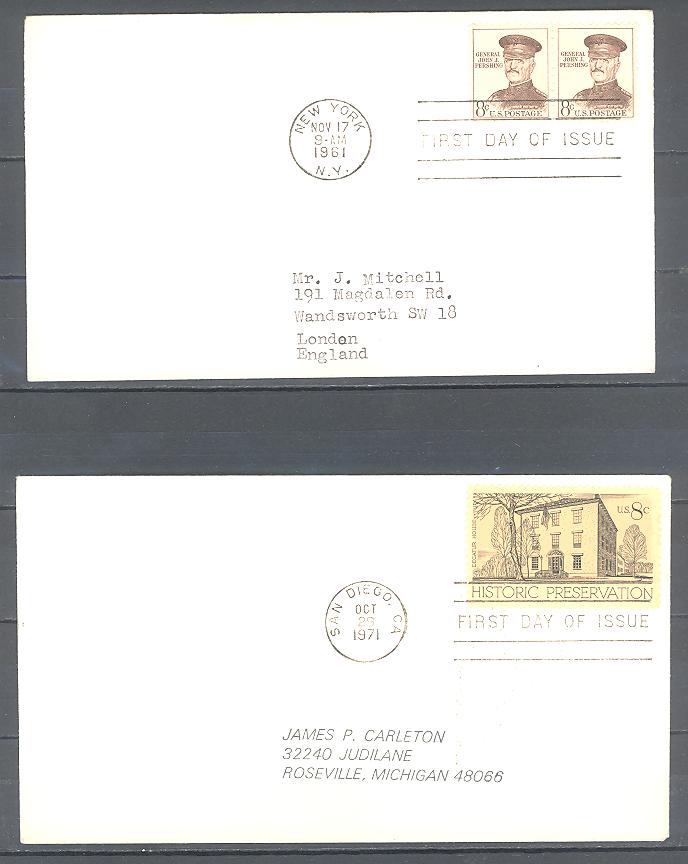 GENERAL
JOHN J.
PERSHING
8c U.S. POSTAGE
GENERAL
JOHN J.
PERSHING
8c U.S. POSTAGE
NEW YORK
NOV 17
9-AM
1961
N.Y.
FIRST DAY OF ISSUE
Mr. J. Mitchell
191 Magdalen Rd.
Wandsworth SW 18
London
England
U.S. 8c
DECATUR HOUSE
HISTORIC PRESERVATION
SAN DIEGO, CA
OCT
29
1971
FIRST DAY OF ISSUE
JAMES P. CARLETON
32240 JUDILANE
ROSEVILLE, MICHIGAN 48066